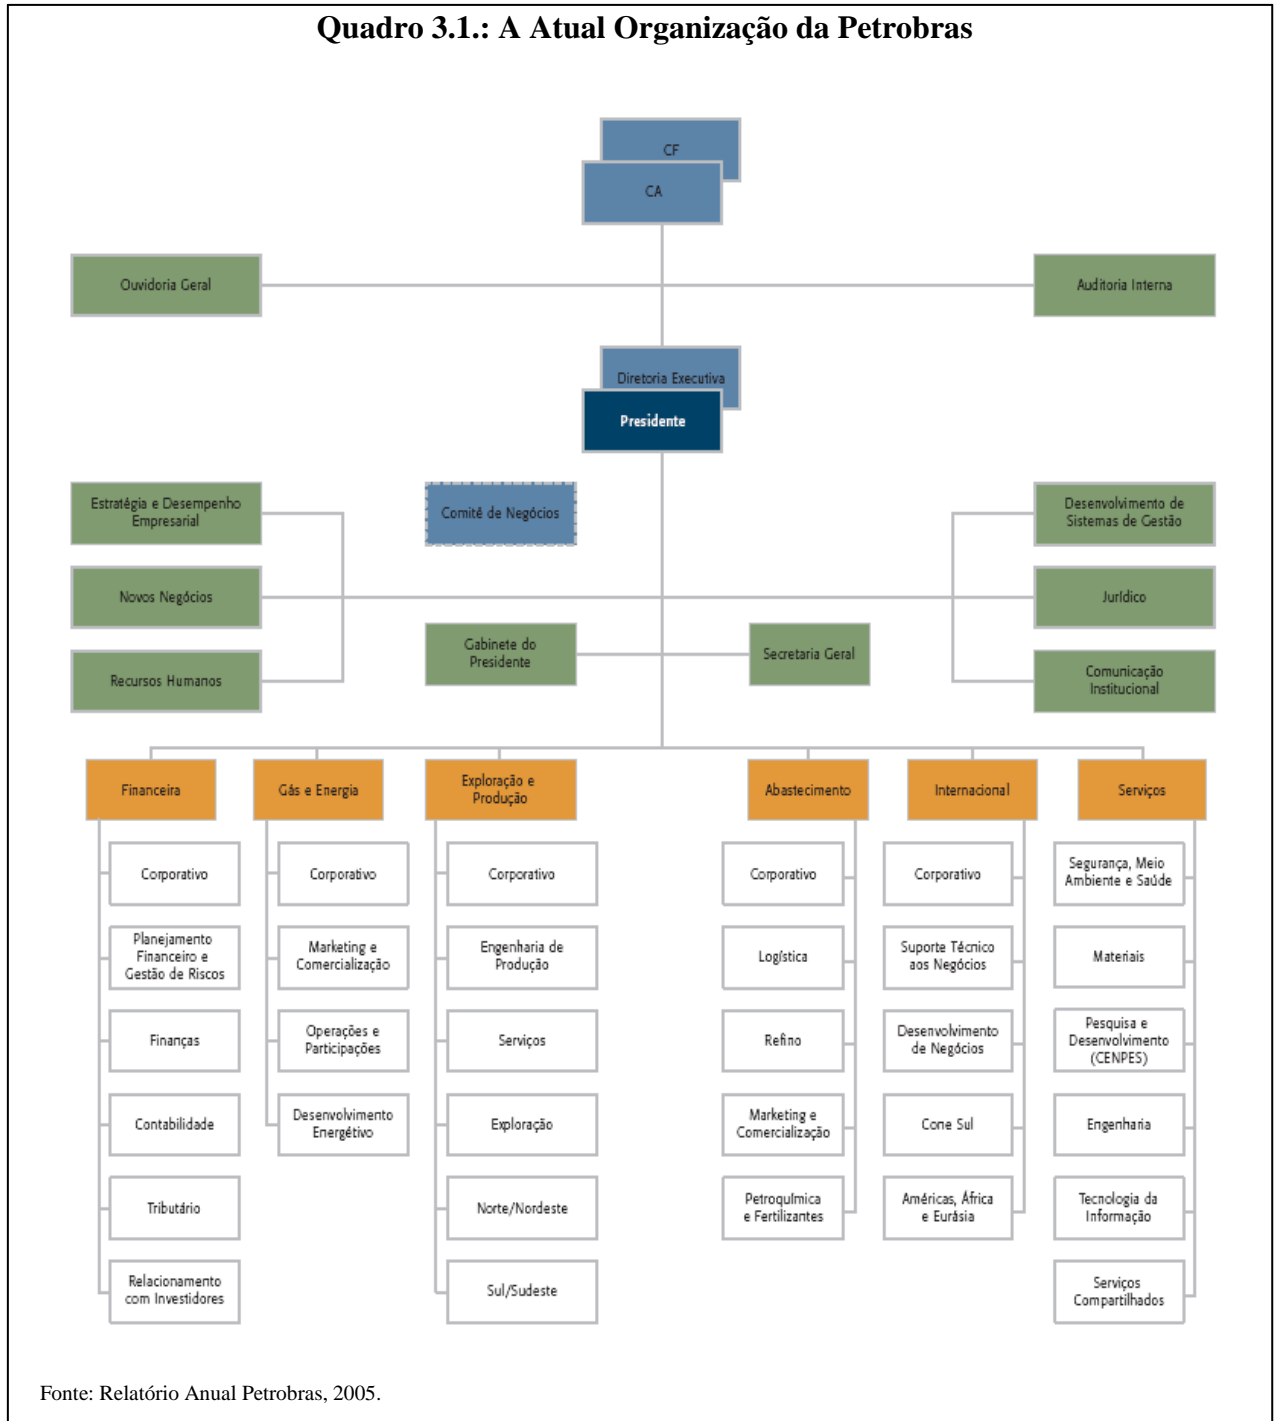 Quadro 3.1.: A Atual Organização da Petrobras
CF
CA
Ouvidoria Geral
Auditoria Interna
Diretoria Executiva
Presidente
Estratégia e Desempenho
Empresarial
Comitê de Negócios
Desenvolvimento de
Sistemas de Gestão
Novos Negócios
Jurídico
Gabinete do
Presidente
Secretaria Geral
Recursos Humanos
Comunicação
Institucional
Financeira
Gás e Energia
Exploração e
Produção
Abastecimento
Internacional
Serviços
Corporativo
Planejamento
Financeiro e
Gestão de Riscos
Finanças
Contabilidade
Tributário
Relacionamento
com Investidores
Corporativo
Marketing e
Comercialização
Operações e
Participações
Desenvolvimento
Energétivo
Corporativo
Engenharia de
Produção
Serviços
Exploração
Norte/Nordeste
Sul/Sudeste
Corporativo
Logística
Refino
Marketing e
Comercialização
Petroquímica
e Fertilizantes
Corporativo
Suporte Técnico
aos Negócios
Desenvolvimento
de Negócios
Cone Sul
Américas, África
e Eurásia
Segurança, Meio
Ambiente e Saúde
Materiais
Pesquisa e
Desenvolvimento
(CENPES)
Engenharia
Tecnologia da
Informação
Serviços
Compartilhados
Fonte: Relatório Anual Petrobras, 2005.